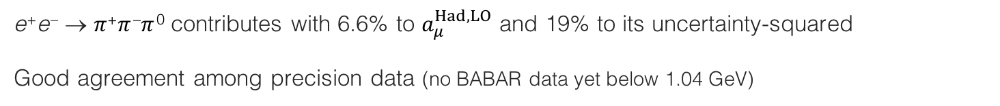 e⁺e⁻ → π⁺π⁻π⁰ contributes with 6.6% to aμ^Had,LO and 19% to its uncertainty-squared
Good agreement among precision data (no BABAR data yet below 1.04 GeV)